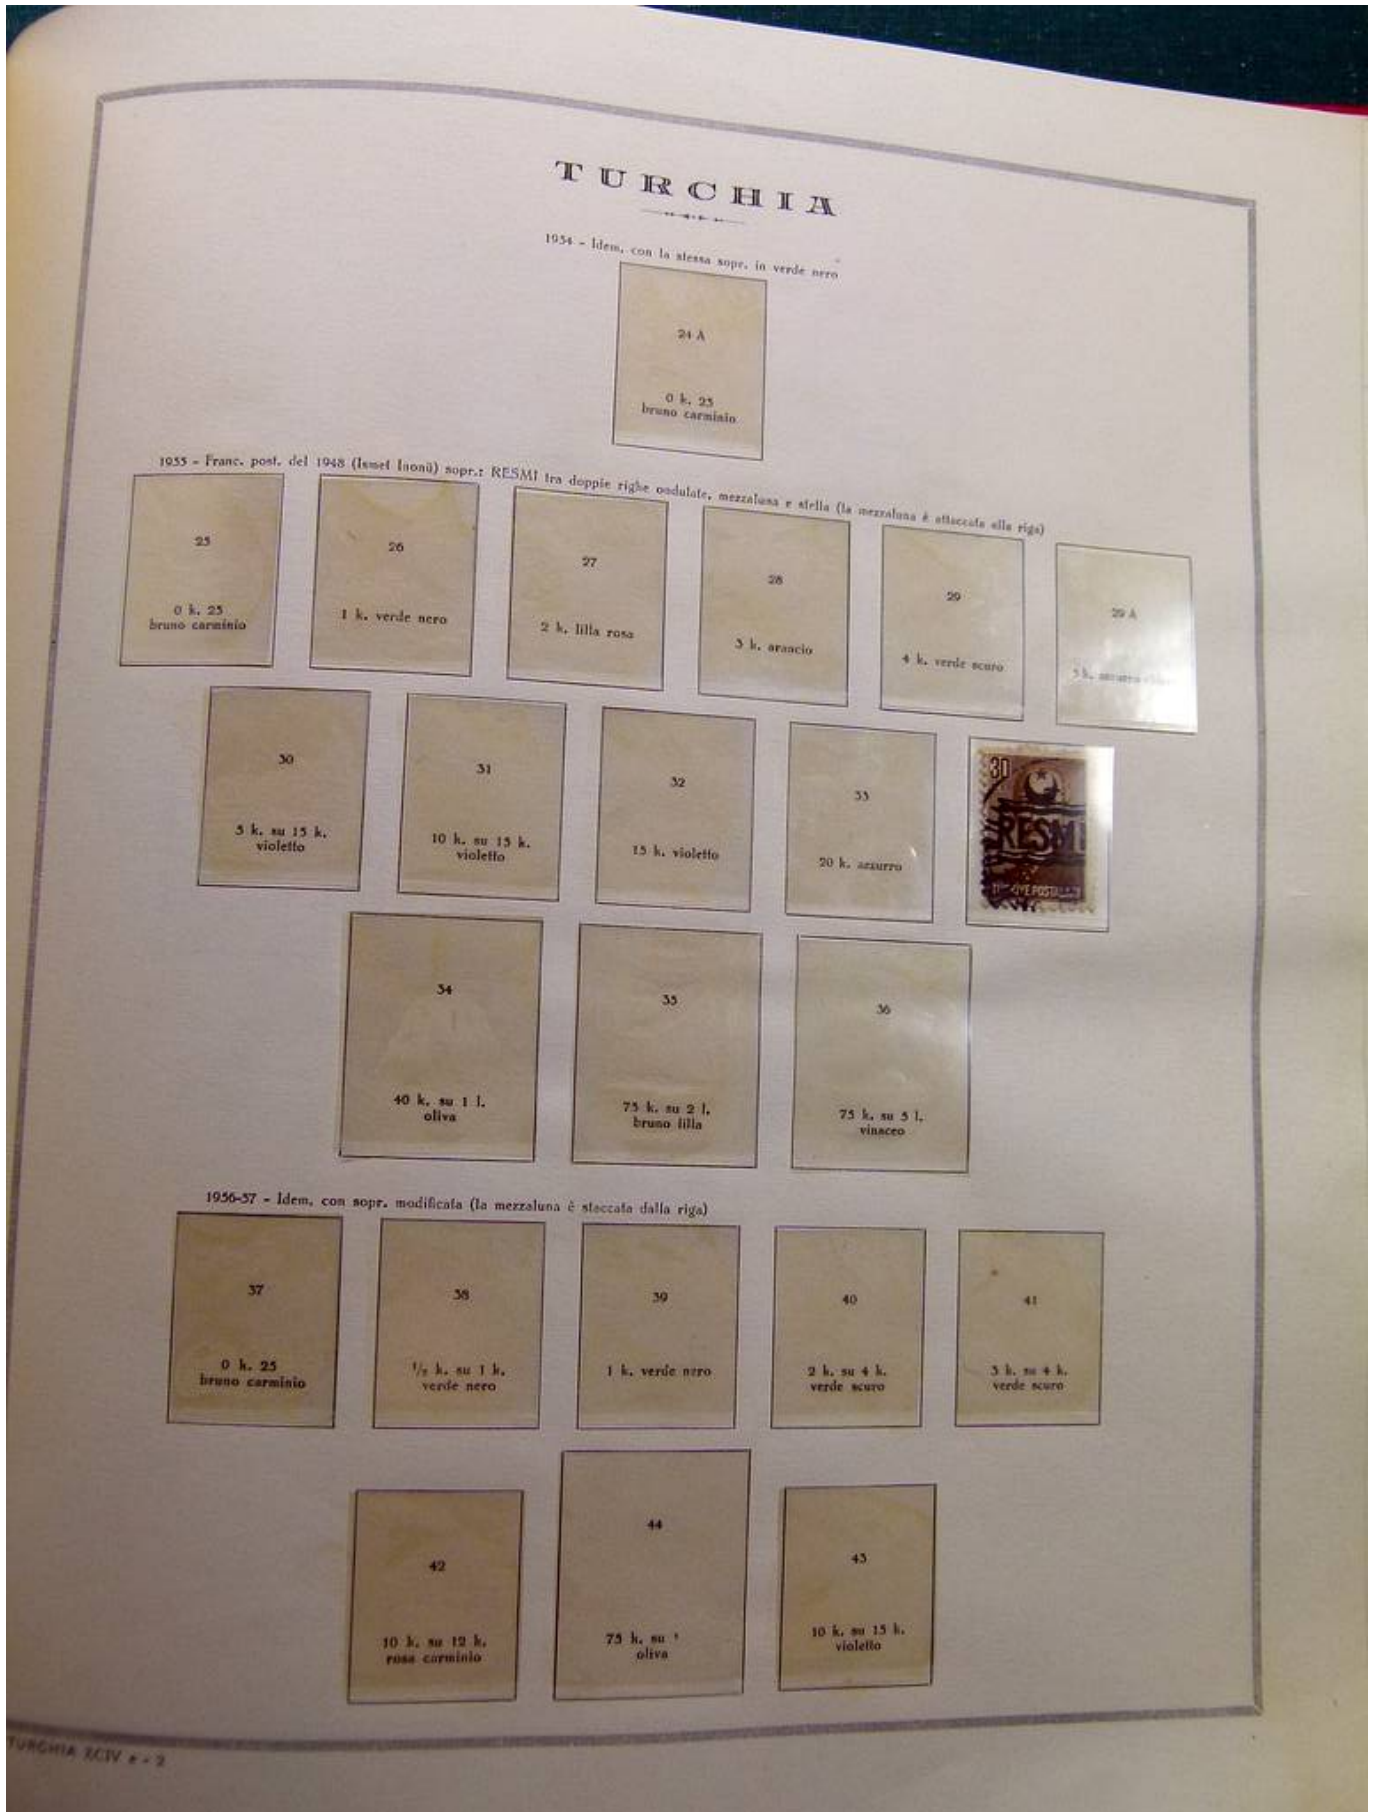 TURCHIA
1954 - Idem, con la stessa sopr. in verde nero
24 A
0 k. 25
bruno carminio
1955 - Franc. post. del 1948 (Ismet Inonü) sopr.: RESMI tra doppie righe ondulate, mezzaluna e stella (la mezzaluna è attaccata alla riga)
25
0 k. 25
bruno carminio
26
1 k. verde nero
27
2 k. lilla rosa
28
3 k. arancio
29
4 k. verde scuro
29 A
5 k. azzurro
30
5 k. su 15 k.
violetto
31
10 k. su 15 k.
violetto
32
15 k. violetto
33
20 k. azzurro
30
RESMI
34
40 k. su 1 l.
oliva
35
75 k. su 2 l.
bruno lilla
36
75 k. su 5 l.
vinaceo
1956-57 - Idem, con sopr. modificata (la mezzaluna è staccata dalla riga)
37
0 k. 25
bruno carminio
38
1/2 k. su 1 k.
verde nero
39
1 k. verde nero
40
2 k. su 4 k.
verde scuro
41
3 k. su 4 k.
verde scuro
42
10 k. su 12 k.
rosa carminio
44
75 k. su
oliva
43
10 k. su 15 k.
violetto
TURCHIA XCIV e - 2